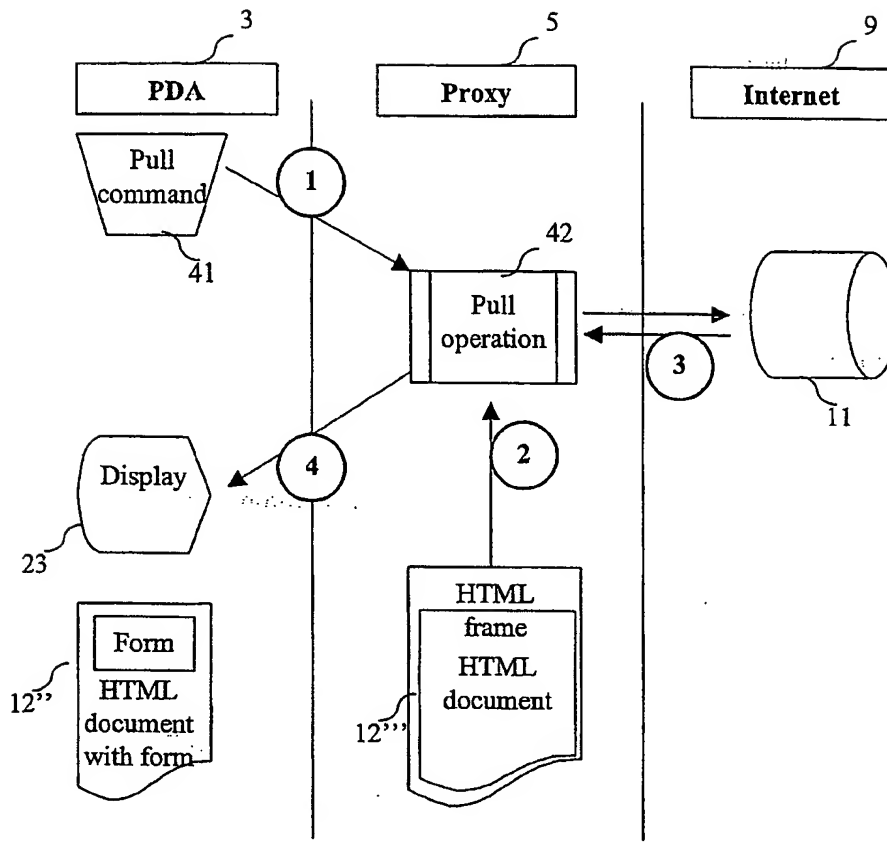 3
5
9
PDA
Proxy
Internet
Pull
command
41
1
42
Pull
operation
3
11
4
2
Display
23
Form
HTML
document
with form
12’’
HTML
frame
HTML
document
12’’’